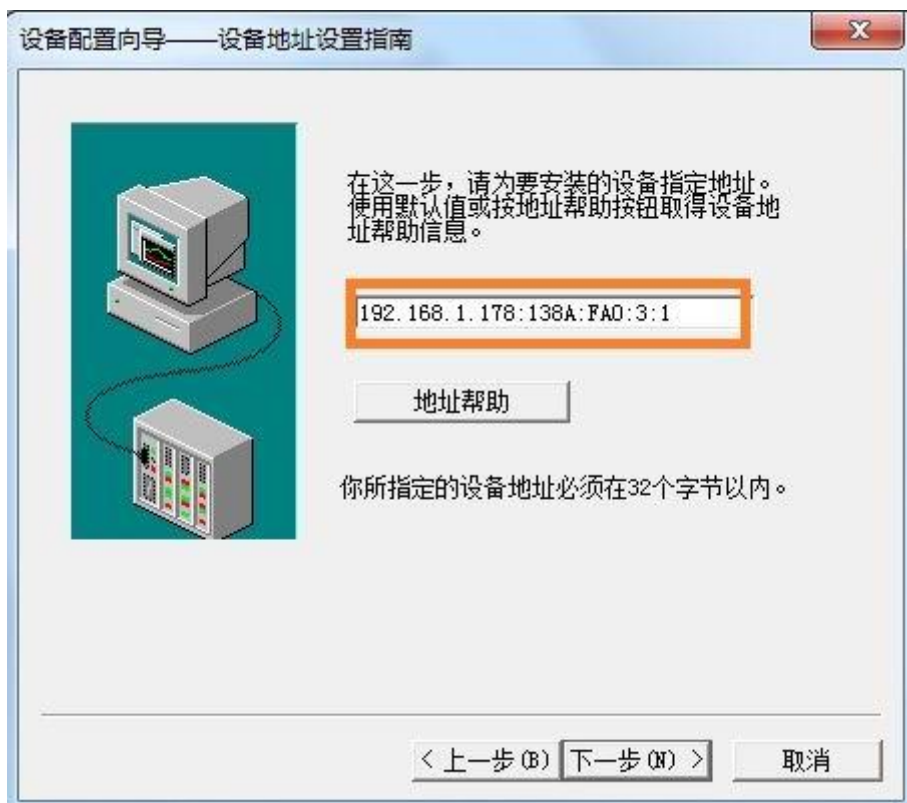 设备配置向导——设备地址设置指南
在这一步，请为要安装的设备指定地址。
使用默认值或按地址帮助按钮取得设备地
址帮助信息。
192.168.1.178:138A:FA0:3:1
地址帮助
你所指定的设备地址必须在32个字节以内。
< 上一步(B)
下一步(N) >
取消